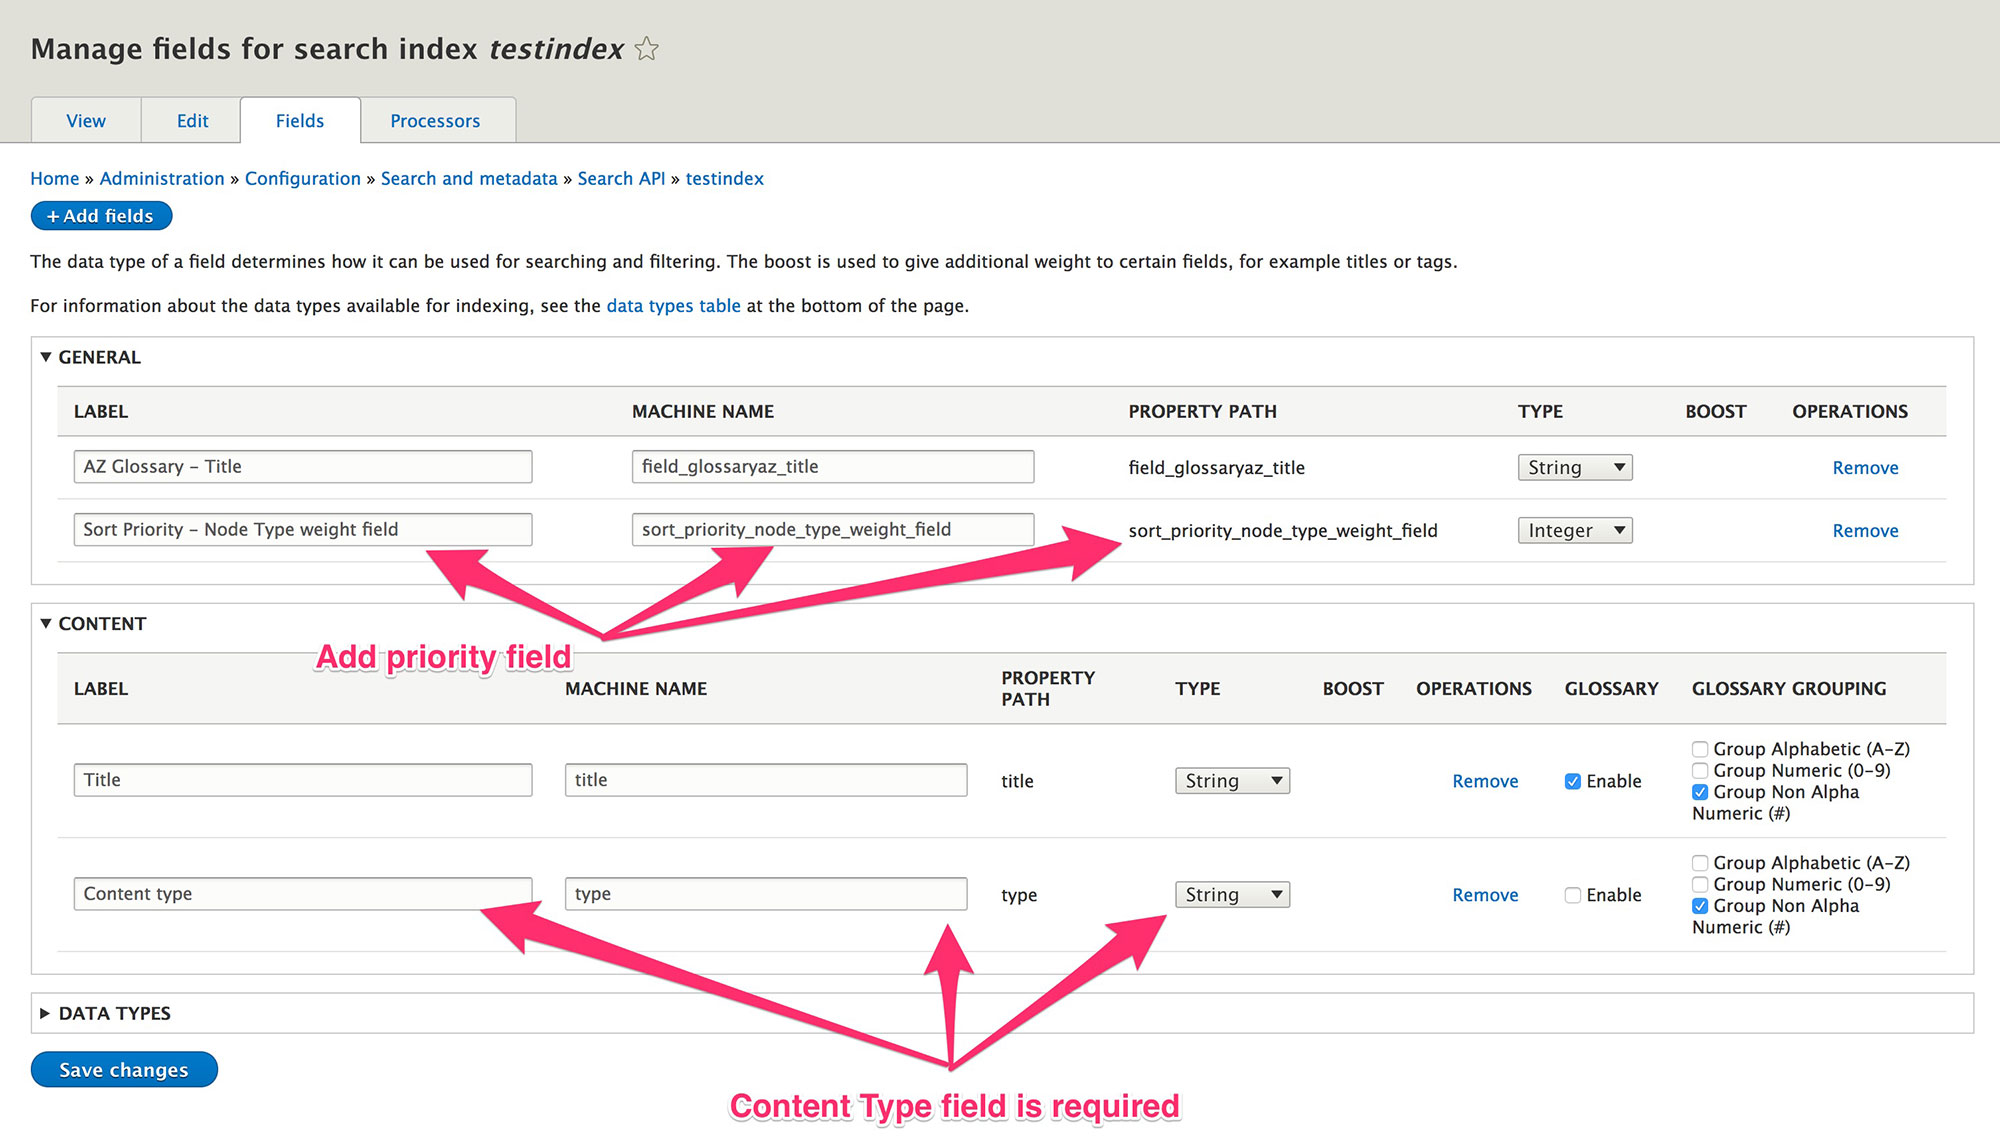 Manage fields for search index testindex
View Edit Fields Processors
Home » Administration » Configuration » Search and metadata » Search API » testindex
+ Add fields
The data type of a field determines how it can be used for searching and filtering. The boost is used to give additional weight to certain fields, for example titles or tags.
For information about the data types available for indexing, see the data types table at the bottom of the page.
▼ GENERAL
LABEL MACHINE NAME PROPERTY PATH TYPE BOOST OPERATIONS
AZ Glossary – Title field_glossaryaz_title field_glossaryaz_title String Remove
Sort Priority – Node Type weight field sort_priority_node_type_weight_field sort_priority_node_type_weight_field Integer Remove
▼ CONTENT
Add priority field
LABEL MACHINE NAME PROPERTY PATH TYPE BOOST OPERATIONS GLOSSARY GLOSSARY GROUPING
Title title title String Remove Enable
Group Alphabetic (A-Z)
Group Numeric (0-9)
Group Non Alpha
Numeric (#)
Content type type type String Remove Enable
Group Alphabetic (A-Z)
Group Numeric (0-9)
Group Non Alpha
Numeric (#)
▶ DATA TYPES
Save changes
Content Type field is required